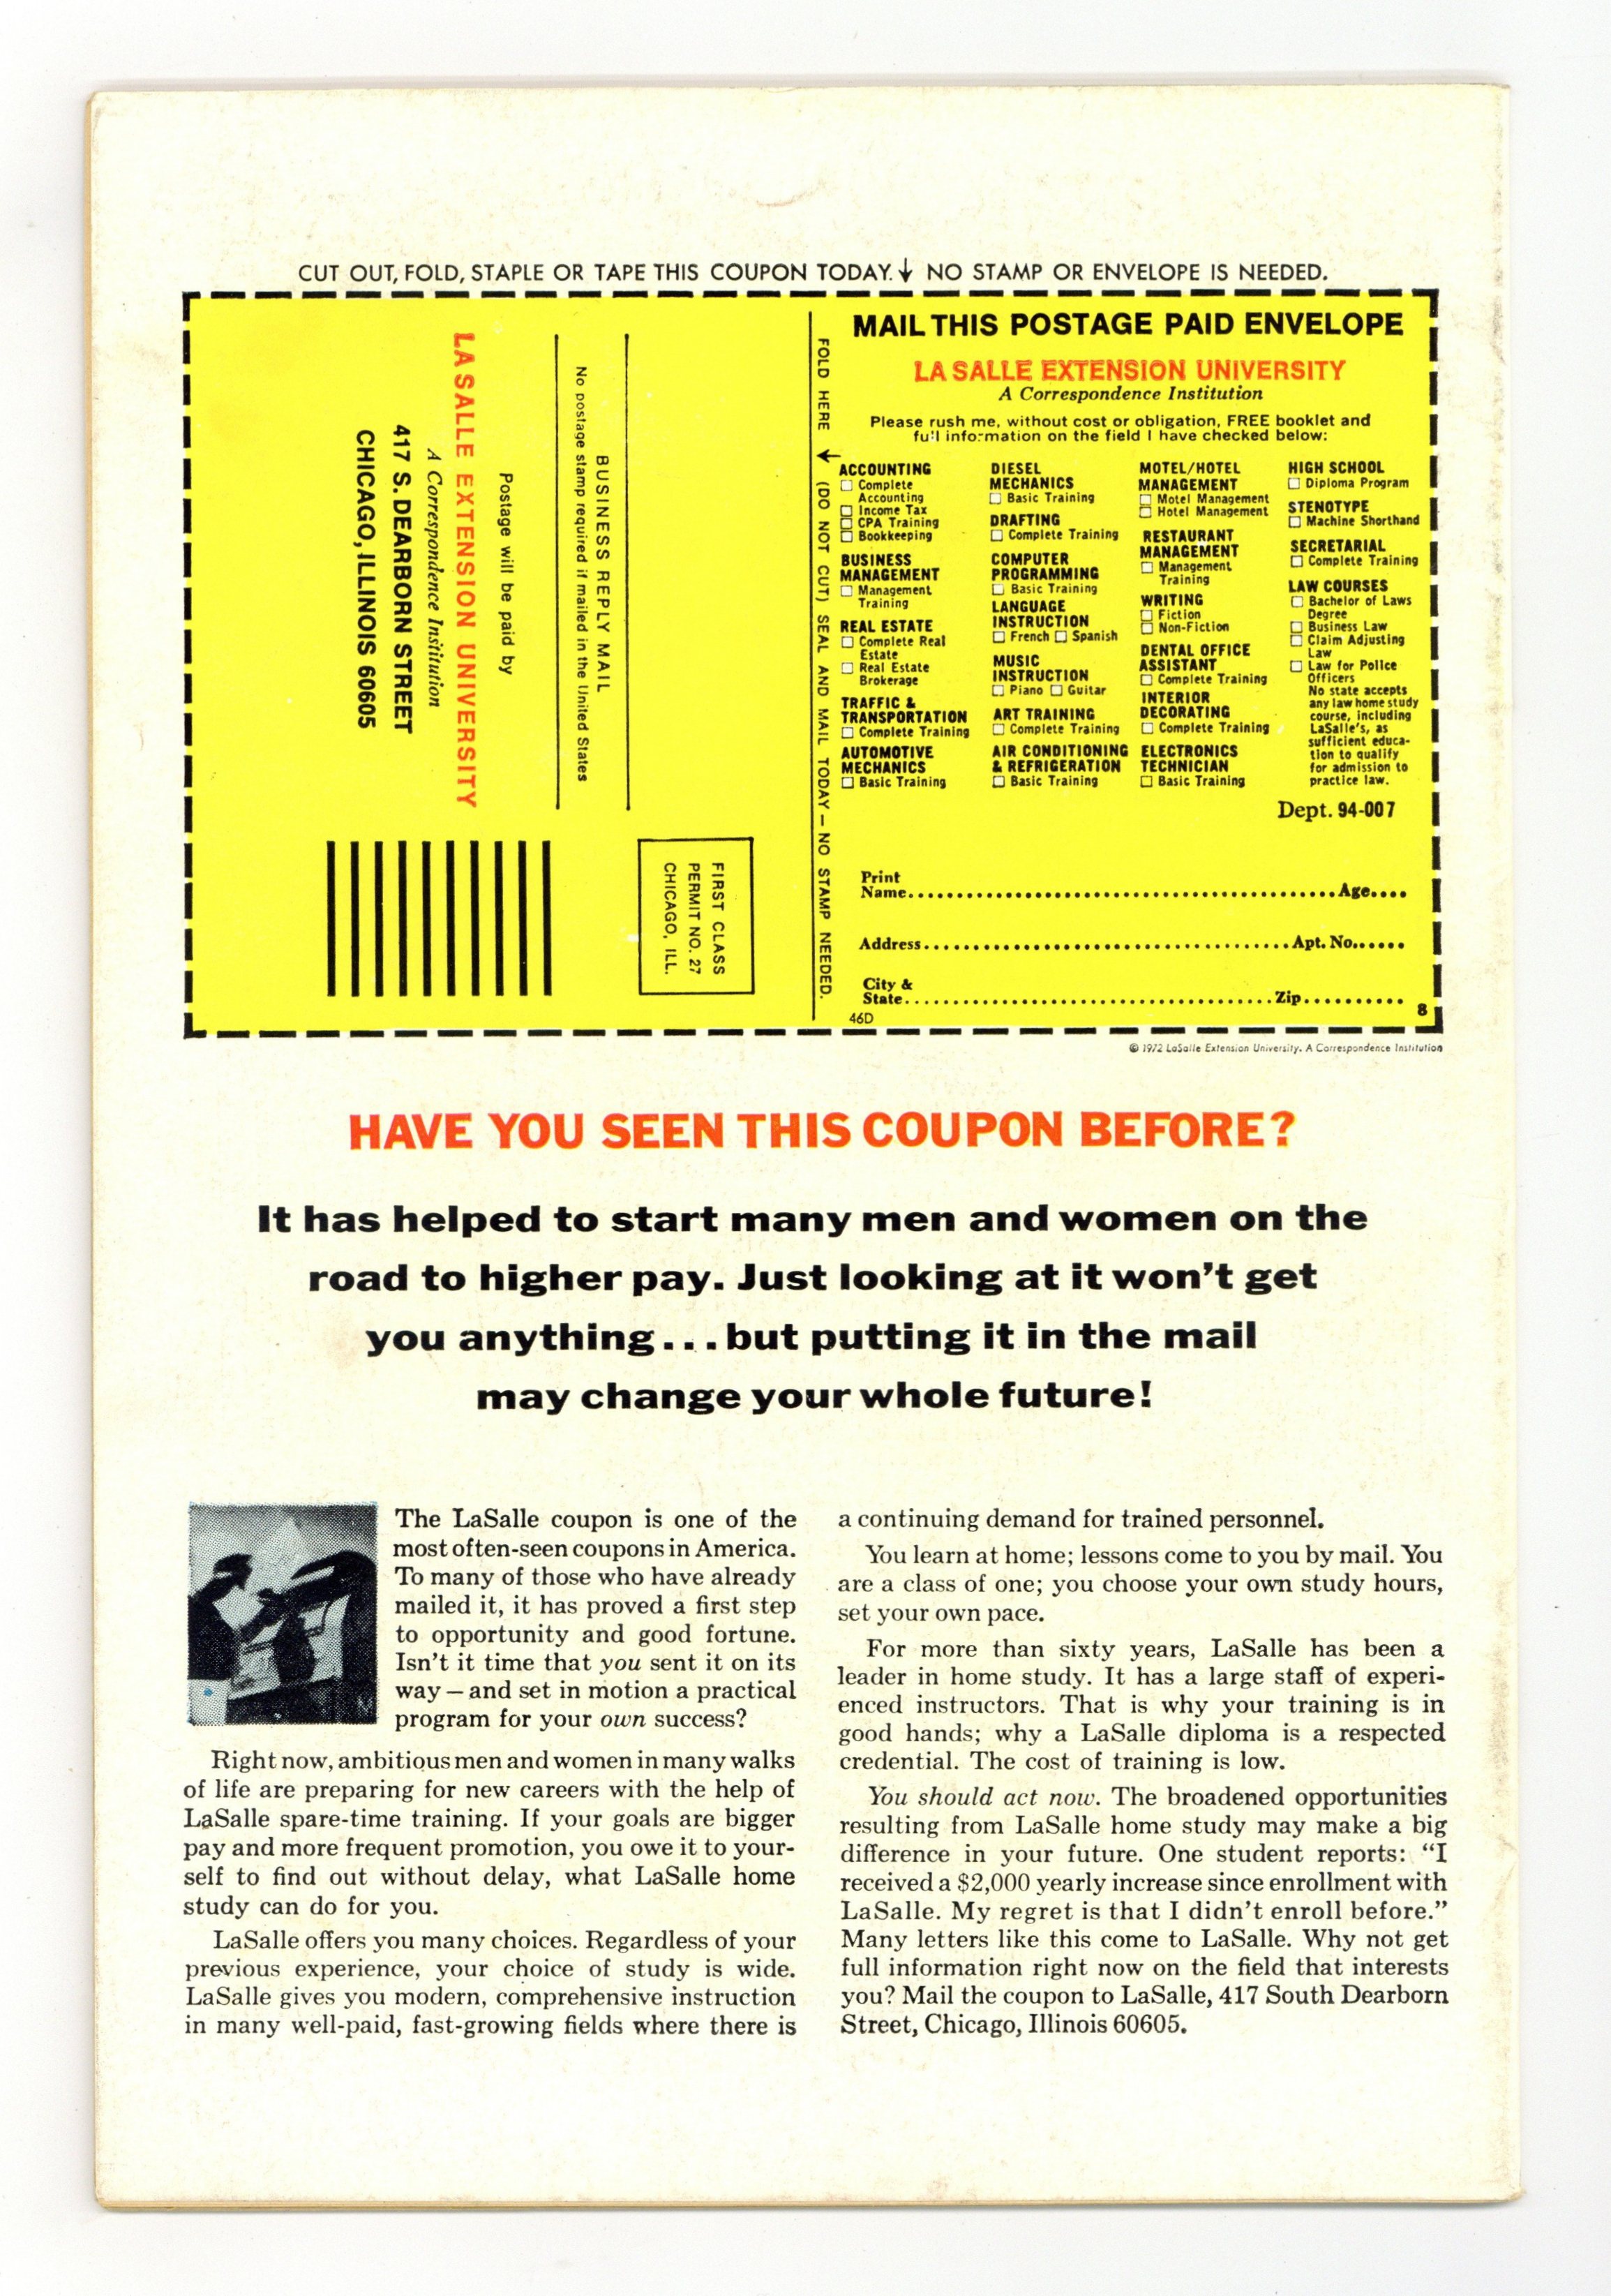 CUT OUT, FOLD, STAPLE OR TAPE THIS COUPON TODAY. ↓ NO STAMP OR ENVELOPE IS NEEDED.
BUSINESS REPLY MAIL
No postage stamp required if mailed in the United States
Postage will be paid by
LA SALLE EXTENSION UNIVERSITY
A Correspondence Institution
417 S. DEARBORN STREET
CHICAGO, ILLINOIS 60605
FIRST CLASS
PERMIT NO. 27
CHICAGO, ILL.
FOLD HERE ← (DO NOT CUT) SEAL AND MAIL TODAY — NO STAMP NEEDED.
MAIL THIS POSTAGE PAID ENVELOPE
LA SALLE EXTENSION UNIVERSITY
A Correspondence Institution
Please rush me, without cost or obligation, FREE booklet and
full information on the field I have checked below:
ACCOUNTING
☐ Complete
Accounting
☐ Income Tax
☐ CPA Training
☐ Bookkeeping
BUSINESS
MANAGEMENT
☐ Management
Training
REAL ESTATE
☐ Complete Real
Estate
☐ Real Estate
Brokerage
TRAFFIC &
TRANSPORTATION
☐ Complete Training
AUTOMOTIVE
MECHANICS
☐ Basic Training
DIESEL
MECHANICS
☐ Basic Training
DRAFTING
☐ Complete Training
COMPUTER
PROGRAMMING
☐ Basic Training
LANGUAGE
INSTRUCTION
☐ French ☐ Spanish
MUSIC
INSTRUCTION
☐ Piano ☐ Guitar
ART TRAINING
☐ Complete Training
AIR CONDITIONING
& REFRIGERATION
☐ Basic Training
MOTEL/HOTEL
MANAGEMENT
☐ Motel Management
☐ Hotel Management
RESTAURANT
MANAGEMENT
☐ Management
Training
WRITING
☐ Fiction
☐ Non-Fiction
DENTAL OFFICE
ASSISTANT
☐ Complete Training
INTERIOR
DECORATING
☐ Complete Training
ELECTRONICS
TECHNICIAN
☐ Basic Training
HIGH SCHOOL
☐ Diploma Program
STENOTYPE
☐ Machine Shorthand
SECRETARIAL
☐ Complete Training
LAW COURSES
☐ Bachelor of Laws
Degree
☐ Business Law
☐ Claim Adjusting
Law
☐ Law for Police
Officers
No state accepts
any law home study
course, including
LaSalle's, as
sufficient educa-
tion to qualify
for admission to
practice law.
Dept. 94-007
Print
Name........................................Age....
Address.....................................Apt. No......
City &
State.....................................Zip..........
46D
8
© 1972 LaSalle Extension University. A Correspondence Institution
HAVE YOU SEEN THIS COUPON BEFORE?
It has helped to start many men and women on the
road to higher pay. Just looking at it won't get
you anything...but putting it in the mail
may change your whole future!
The LaSalle coupon is one of the
most often-seen coupons in America.
To many of those who have already
mailed it, it has proved a first step
to opportunity and good fortune.
Isn't it time that you sent it on its
way — and set in motion a practical
program for your own success?
Right now, ambitious men and women in many walks
of life are preparing for new careers with the help of
LaSalle spare-time training. If your goals are bigger
pay and more frequent promotion, you owe it to your-
self to find out without delay, what LaSalle home
study can do for you.
LaSalle offers you many choices. Regardless of your
previous experience, your choice of study is wide.
LaSalle gives you modern, comprehensive instruction
in many well-paid, fast-growing fields where there is
a continuing demand for trained personnel.
You learn at home; lessons come to you by mail. You
are a class of one; you choose your own study hours,
set your own pace.
For more than sixty years, LaSalle has been a
leader in home study. It has a large staff of experi-
enced instructors. That is why your training is in
good hands; why a LaSalle diploma is a respected
credential. The cost of training is low.
You should act now. The broadened opportunities
resulting from LaSalle home study may make a big
difference in your future. One student reports: "I
received a $2,000 yearly increase since enrollment with
LaSalle. My regret is that I didn't enroll before."
Many letters like this come to LaSalle. Why not get
full information right now on the field that interests
you? Mail the coupon to LaSalle, 417 South Dearborn
Street, Chicago, Illinois 60605.